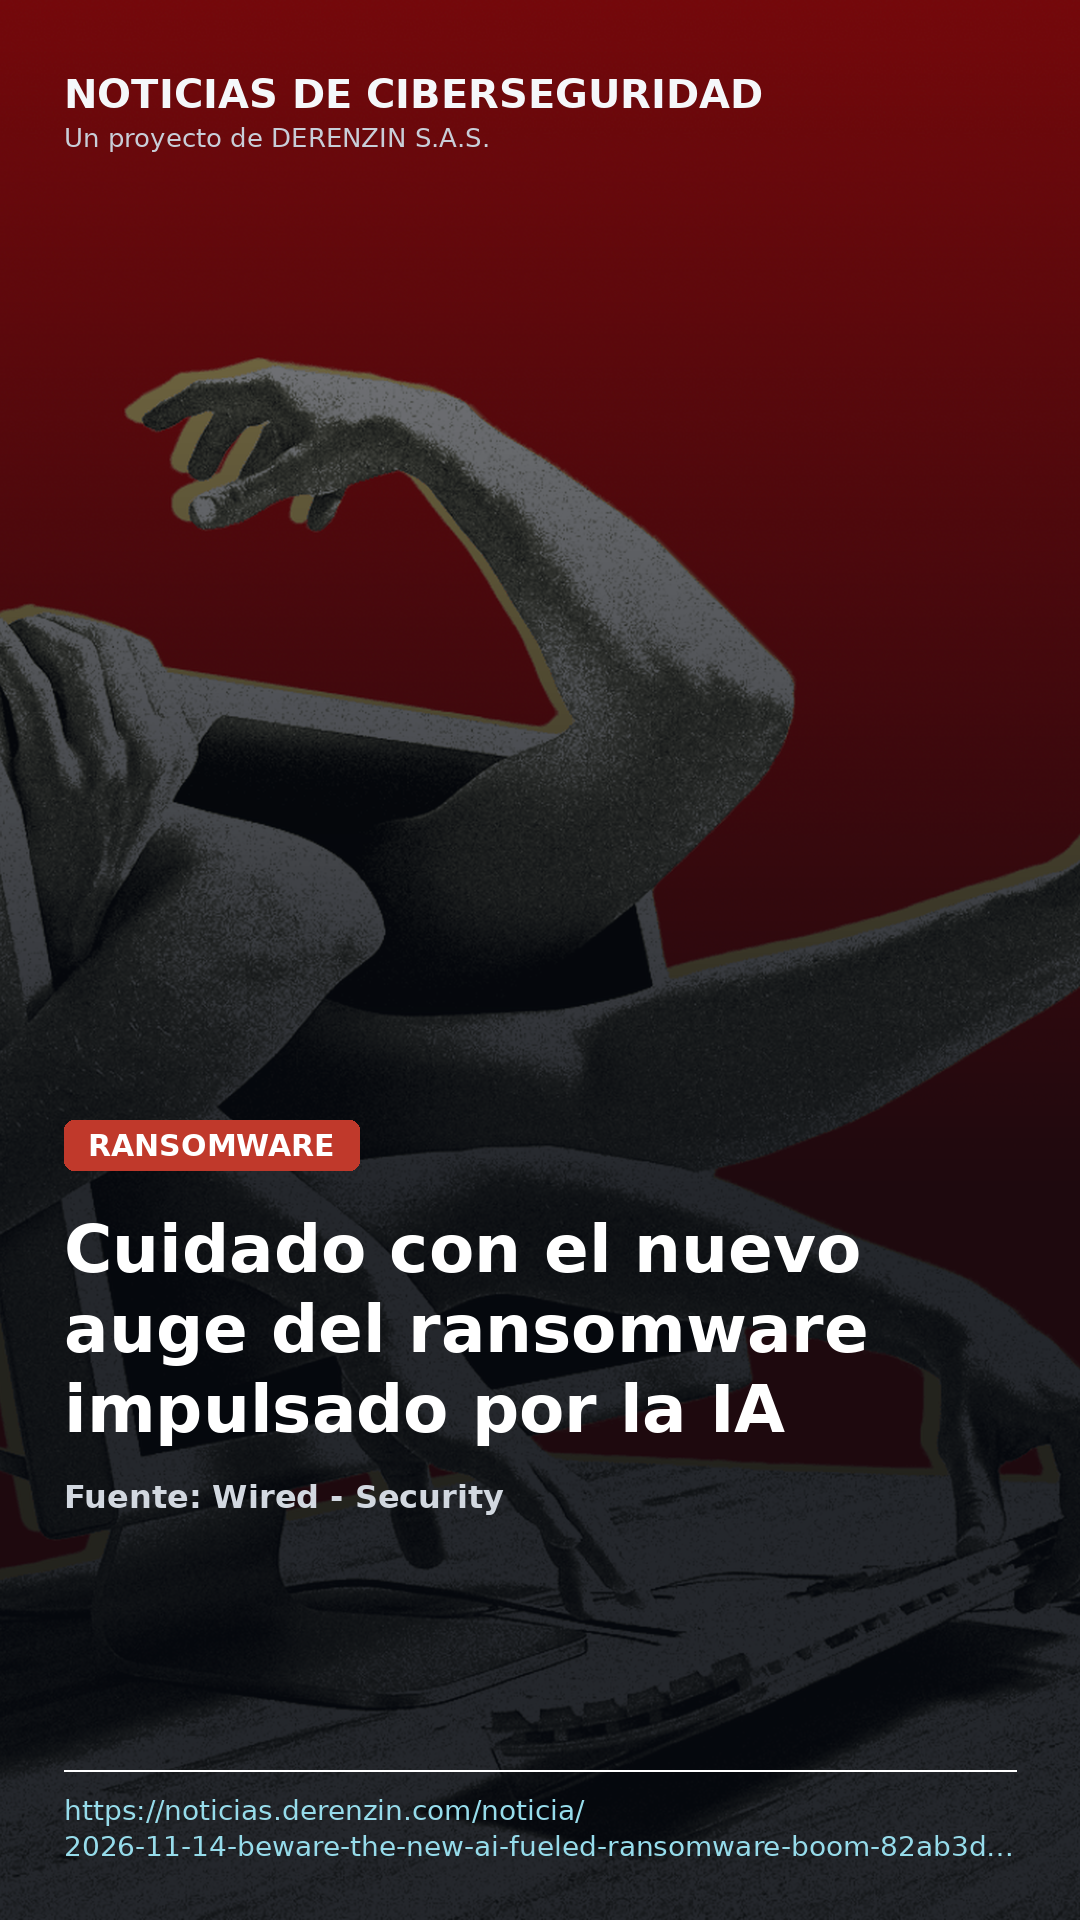 NOTICIAS DE CIBERSEGURIDAD
Un proyecto de DERENZIN S.A.S.
RANSOMWARE
Cuidado con el nuevo
auge del ransomware
impulsado por la IA
Fuente: Wired - Security
https://noticias.derenzin.com/noticia/
2026-11-14-beware-the-new-ai-fueled-ransomware-boom-82ab3d...